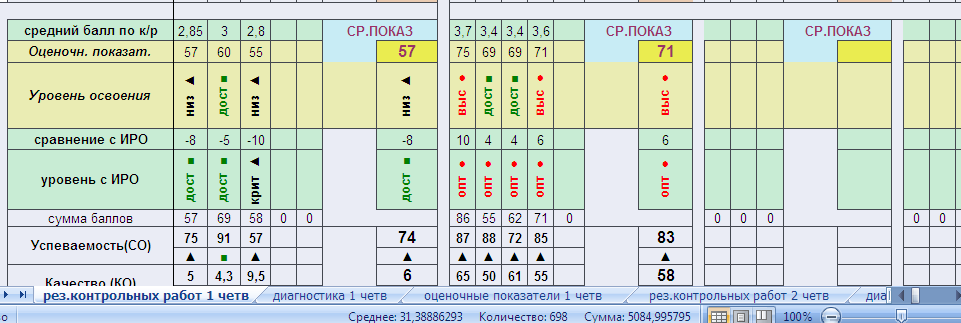 средний балл по к/р 2,85 3 2,8 СР.ПОКАЗ 3,7 3,4 3,4 3,6 СР.ПОКАЗ СР.ПОКАЗ
Оценочн. показат. 57 60 55 57 75 69 69 71 71
Уровень освоения низ дост низ низ выс дост дост выс выс
сравнение с ИРО -8 -5 -10 -8 10 4 4 6 6
уровень с ИРО дост дост крит дост опт опт опт опт опт
сумма баллов 57 69 58 0 0 86 55 62 71 0 0 0 0 0 0
Успеваемость(СО) 75 91 57 74 87 88 72 85 83
Качество (КО) 5 4,3 9,5 6 65 50 61 55 58
рез.контрольных работ 1 четв диагностика 1 четв оценочные показатели 1 четв рез.контрольных работ 2 четв диаг
Среднее: 31,38886293 Количество: 698 Сумма: 5084,995795 100%